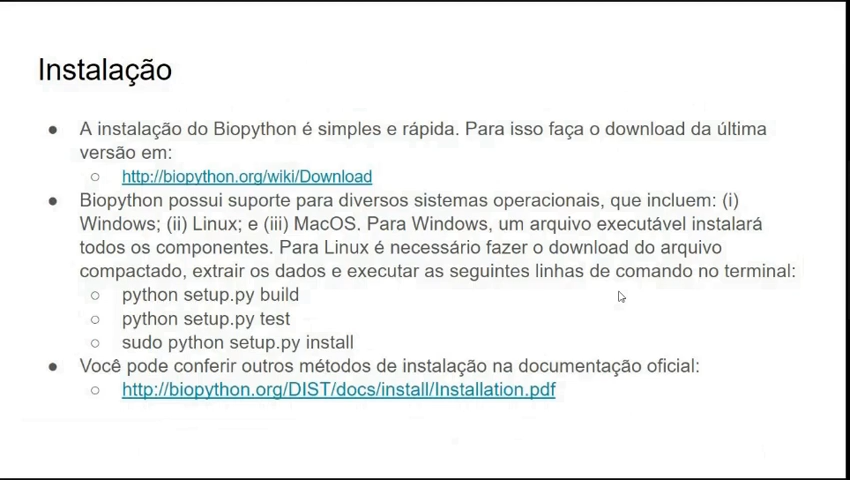 Instalação
● A instalação do Biopython é simples e rápida. Para isso faça o download da última
versão em:
○ http://biopython.org/wiki/Download
● Biopython possui suporte para diversos sistemas operacionais, que incluem: (i)
Windows; (ii) Linux; e (iii) MacOS. Para Windows, um arquivo executável instalará
todos os componentes. Para Linux é necessário fazer o download do arquivo
compactado, extrair os dados e executar as seguintes linhas de comando no terminal:
○ python setup.py build
○ python setup.py test
○ sudo python setup.py install
● Você pode conferir outros métodos de instalação na documentação oficial:
○ http://biopython.org/DIST/docs/install/Installation.pdf